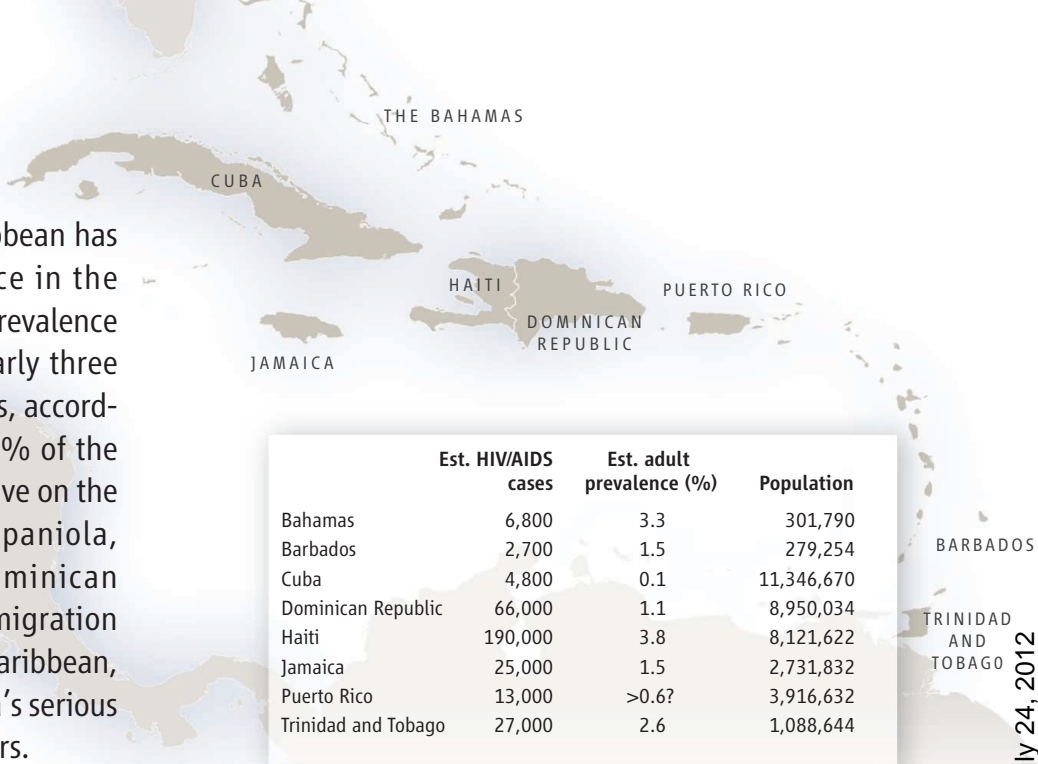 THE BAHAMAS
CUBA
HAITI
PUERTO RICO
DOMINICAN
REPUBLIC
JAMAICA
BARBADOS
TRINIDAD
AND
TOBAGO
bbean has
ce in the
revalence
arly three
s, accord-
% of the
ve on the
paniola,
minican
migration
aribbean,
's serious
rs.
Est. HIV/AIDS cases Est. adult prevalence (%) Population
Bahamas 6,800 3.3 301,790
Barbados 2,700 1.5 279,254
Cuba 4,800 0.1 11,346,670
Dominican Republic 66,000 1.1 8,950,034
Haiti 190,000 3.8 8,121,622
Jamaica 25,000 1.5 2,731,832
Puerto Rico 13,000 >0.6? 3,916,632
Trinidad and Tobago 27,000 2.6 1,088,644
ly 24, 2012